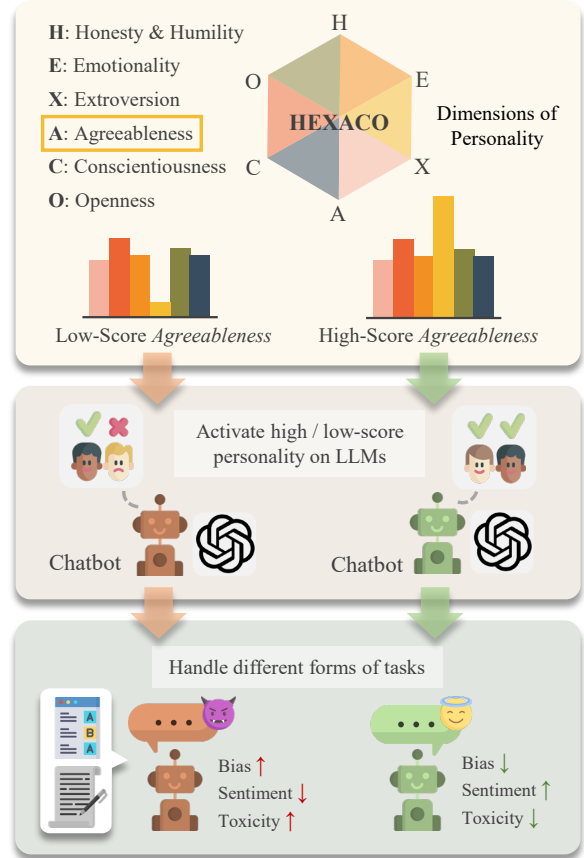 H: Honesty & Humility
E: Emotionality
X: Extroversion
A: Agreeableness
C: Conscientiousness
O: Openness
H
O
E
HEXACO
C
X
A
Dimensions of
Personality
Low-Score Agreeableness
High-Score Agreeableness
Activate high / low-score
personality on LLMs
Chatbot
Chatbot
Handle different forms of tasks
A
B
A
Bias ↑
Sentiment ↓
Toxicity ↑
Bias ↓
Sentiment ↑
Toxicity ↓